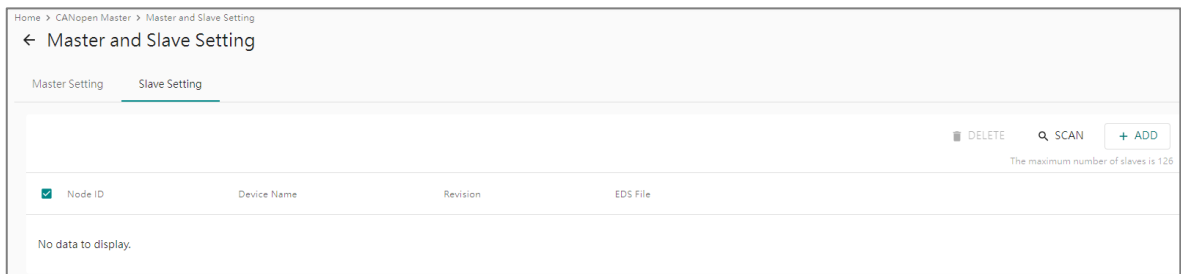 Home > CANopen Master > Master and Slave Setting
← Master and Slave Setting
Master Setting Slave Setting
DELETE SCAN + ADD
The maximum number of slaves is 126
Node ID Device Name Revision EDS File
No data to display.